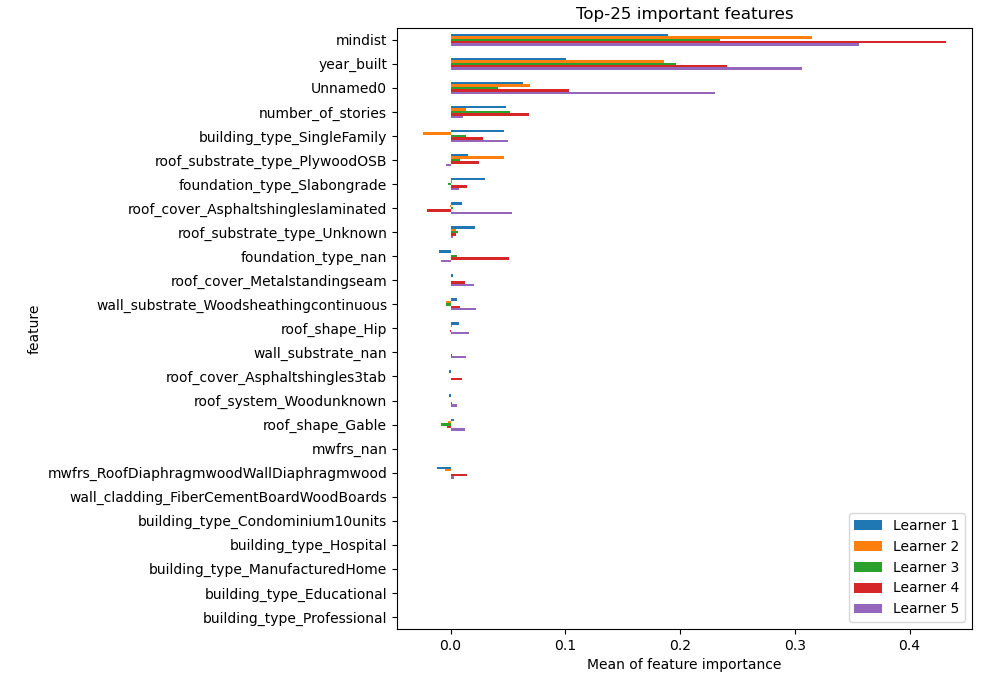 Top-25 important features
mindist
year_built
Unnamed0
number_of_stories
building_type_SingleFamily
roof_substrate_type_PlywoodOSB
foundation_type_Slabongrade
roof_cover_Asphaltshingleslaminated
roof_substrate_type_Unknown
foundation_type_nan
roof_cover_Metalstandingseam
wall_substrate_Woodsheathingcontinuous
roof_shape_Hip
wall_substrate_nan
roof_cover_Asphaltshingles3tab
roof_system_Woodunknown
roof_shape_Gable
mwfrs_nan
mwfrs_RoofDiaphragmwoodWallDiaphragmwood
wall_cladding_FiberCementBoardWoodBoards
building_type_Condominium10units
building_type_Hospital
building_type_ManufacturedHome
building_type_Educational
building_type_Professional
feature
Learner 1
Learner 2
Learner 3
Learner 4
Learner 5
0.0 0.1 0.2 0.3 0.4
Mean of feature importance